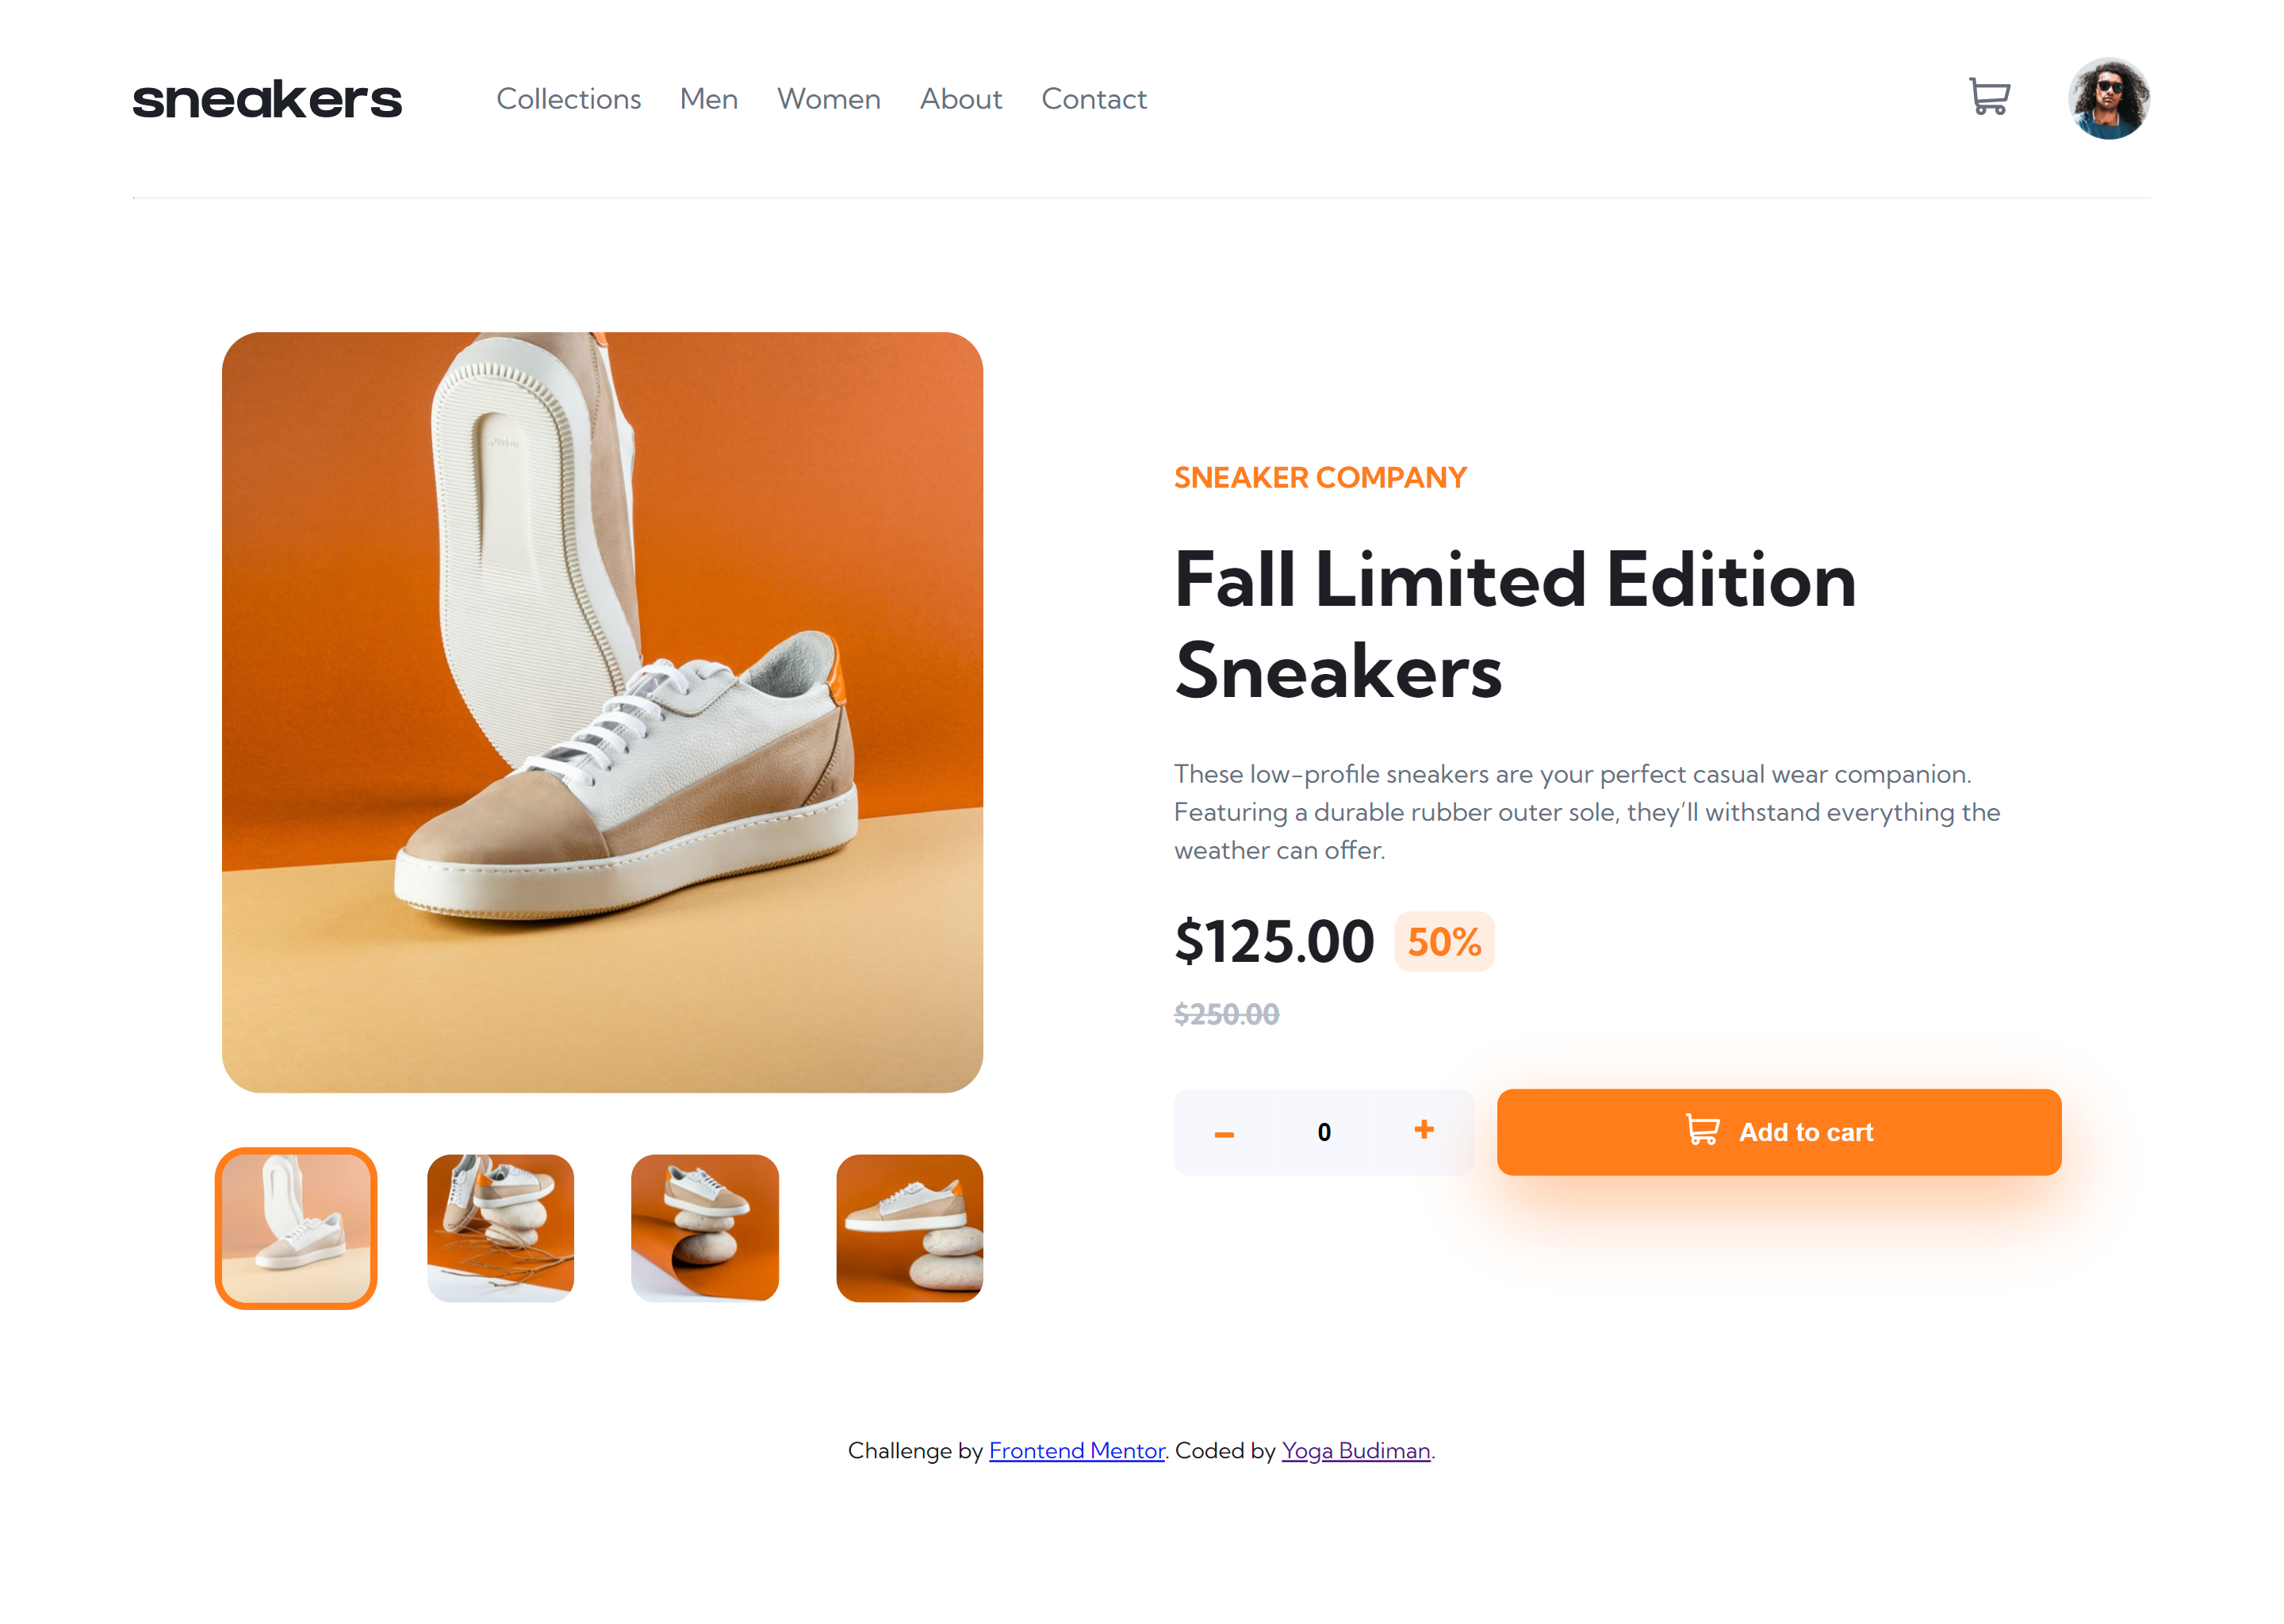 sneakers Collections Men Women About Contact
SNEAKER COMPANY
Fall Limited Edition
Sneakers
These low-profile sneakers are your perfect casual wear companion.
Featuring a durable rubber outer sole, they’ll withstand everything the
weather can offer.
$125.00 50%
$250.00
– 0 + Add to cart
Challenge by Frontend Mentor. Coded by Yoga Budiman.